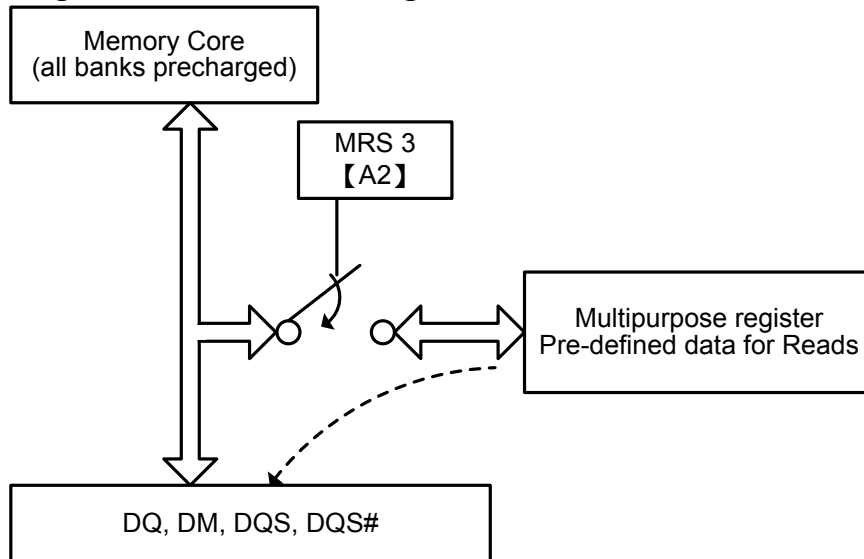 Memory Core
(all banks precharged)
MRS 3
【A2】
Multipurpose register
Pre-defined data for Reads
DQ, DM, DQS, DQS#